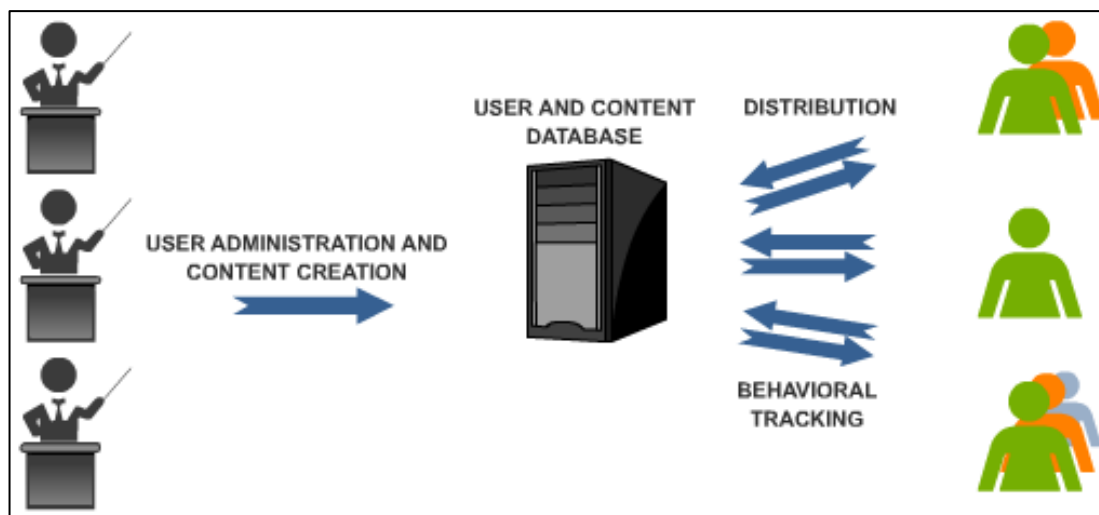 USER AND CONTENT
DATABASE
DISTRIBUTION
USER ADMINISTRATION AND
CONTENT CREATION
BEHAVIORAL
TRACKING